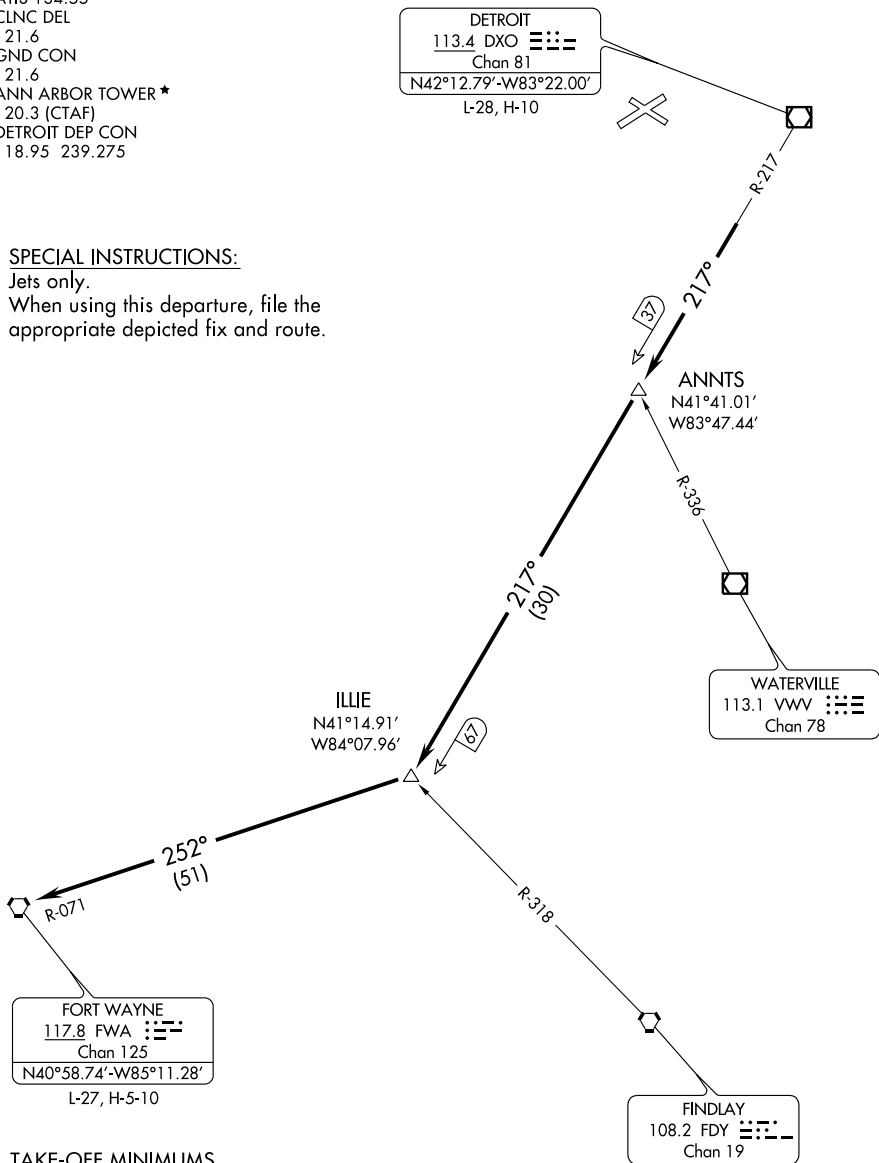 CLNC DEL
21.6
GND CON
21.6
ANN ARBOR TOWER ★
20.3 (CTAF)
DETROIT DEP CON
18.95 239.275
DETROIT
113.4 DXO
Chan 81
N42°12.79′-W83°22.00′
L-28, H-10
R-217
SPECIAL INSTRUCTIONS:
Jets only.
When using this departure, file the
appropriate depicted fix and route.
217°
37
ANNTS
N41°41.01′
W83°47.44′
R-336
217°
(30)
WATERVILLE
113.1 VWV
Chan 78
ILLIE
N41°14.91′
W84°07.96′
67
252°
(51)
R-071
R-318
FORT WAYNE
117.8 FWA
Chan 125
N40°58.74′-W85°11.28′
L-27, H-5-10
FINDLAY
108.2 FDY
Chan 19
TAKE-OFF MINIMUMS